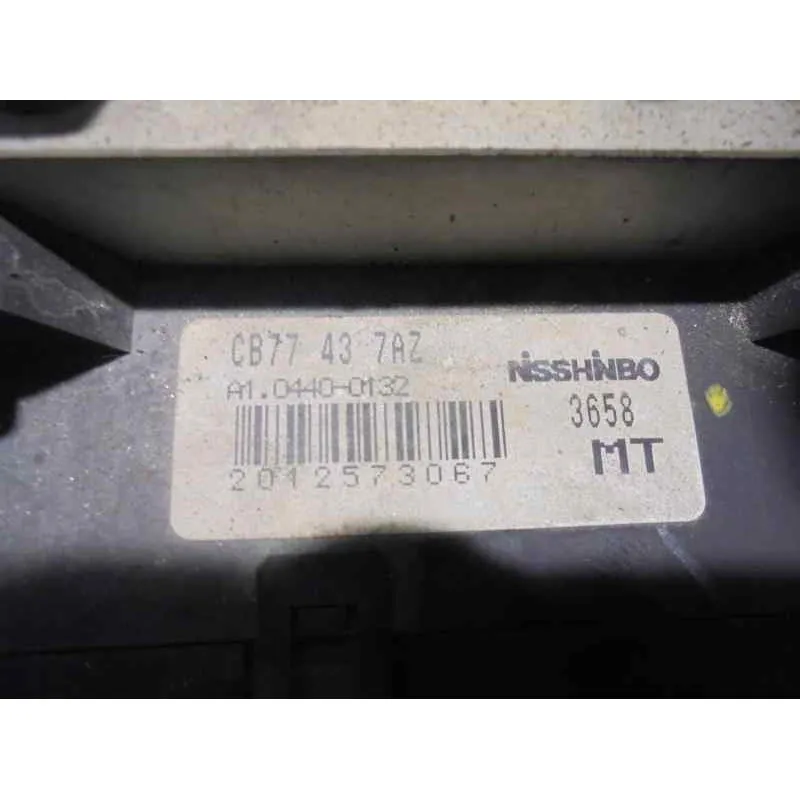 CB77 43 7AZ
NISSHINBO
A1.0440-0132
3658
MT
2012573067